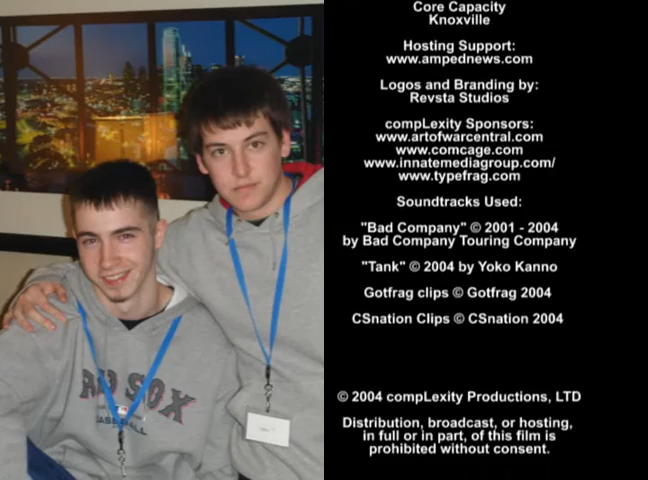 RED SOX
BASEBALL
Core Capacity
Knoxville
Hosting Support:
www.ampednews.com
Logos and Branding by:
Revsta Studios
compLexity Sponsors:
www.artofwarcentral.com
www.comcage.com
www.innatemediagroup.com/
www.typefrag.com
Soundtracks Used:
"Bad Company" © 2001 - 2004
by Bad Company Touring Company
"Tank" © 2004 by Yoko Kanno
Gotfrag clips © Gotfrag 2004
CSnation Clips © CSnation 2004
© 2004 compLexity Productions, LTD
Distribution, broadcast, or hosting,
in full or in part, of this film is
prohibited without consent.